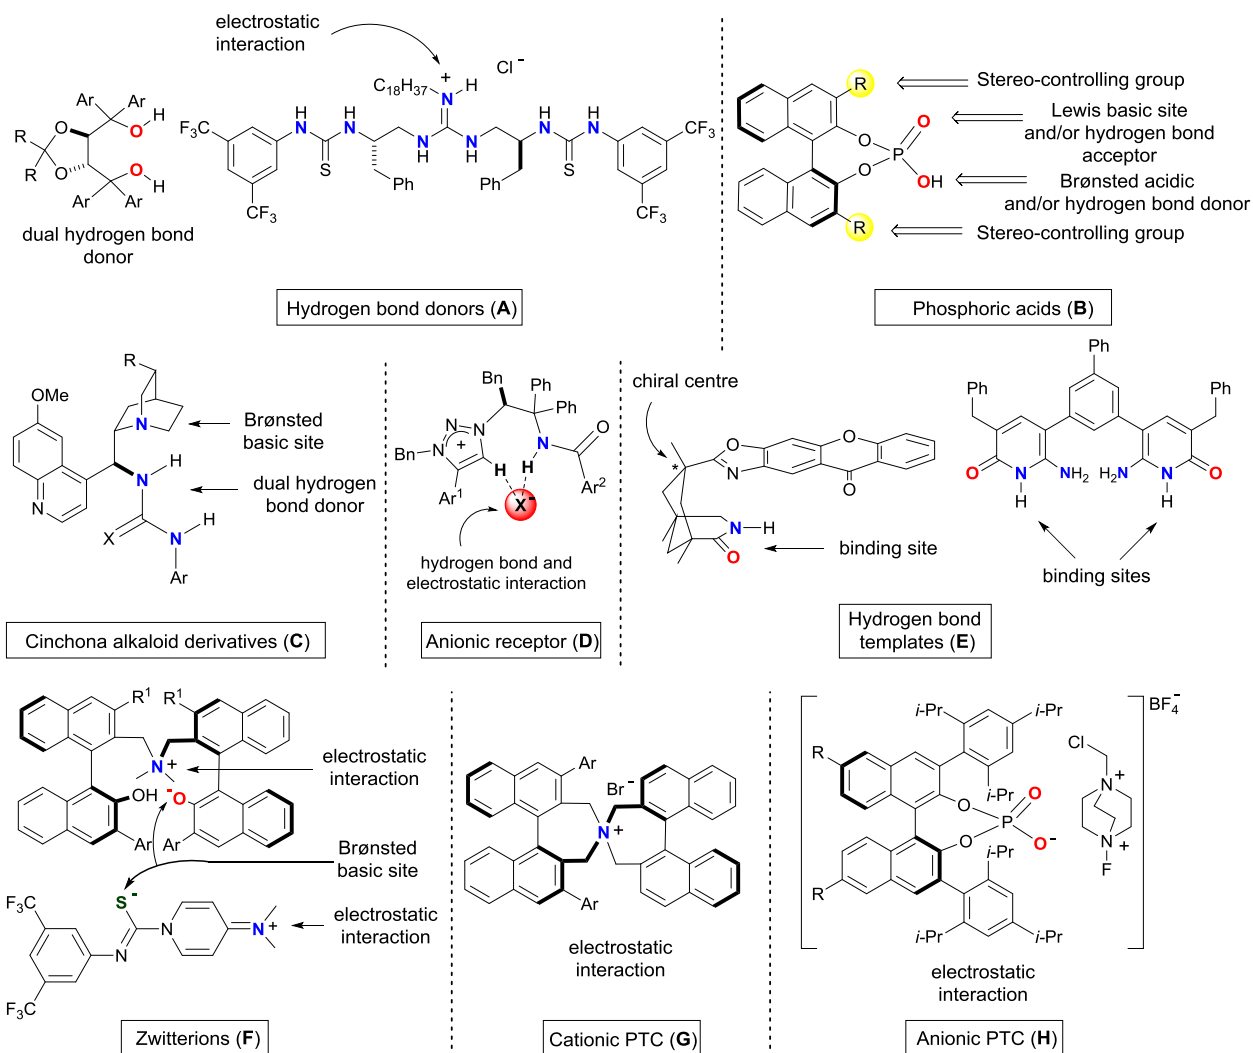 electrostatic
interaction
Cl⁻
C₁₈H₃₇
+
N
H
Ar
Ar
O
H
R
R
O
O
O
H
Ar
Ar
CF₃
CF₃
H
N
S
H
N
Ph
N
H
N
H
Ph
H
N
S
H
N
CF₃
CF₃
dual hydrogen bond
donor
Hydrogen bond donors (A)
R
O
O
P
O
OH
R
Stereo-controlling group
Lewis basic site
and/or hydrogen bond
acceptor
Brønsted acidic
and/or hydrogen bond donor
Stereo-controlling group
Phosphoric acids (B)
R
OMe
N
N
N
H
X
N
H
Ar
Brønsted
basic site
dual hydrogen
bond donor
Cinchona alkaloid derivatives (C)
Bn
Ph
Ph
N
N
N
+
Bn
Ar¹
H
H
N
O
Ar²
X⁻
hydrogen bond and
electrostatic interaction
Anionic receptor (D)
chiral centre
*
O
N
O
O
N
H
O
binding site
Ph
Ph
Ph
O
N
H
NH₂
H₂N
N
H
O
binding sites
Hydrogen bond
templates (E)
R¹
R¹
N
+
OH
-
O
Ar
Ar
electrostatic
interaction
Brønsted
basic site
F₃C
F₃C
S⁻
N
N
N
+
electrostatic
interaction
Zwitterions (F)
Ar
Br⁻
N
+
Ar
electrostatic
interaction
Cationic PTC (G)
BF₄⁻
i-Pr
i-Pr
R
i-Pr
O
O
P
O
O⁻
R
i-Pr
i-Pr
i-Pr
Cl
N
+
N
+
F
electrostatic
interaction
Anionic PTC (H)